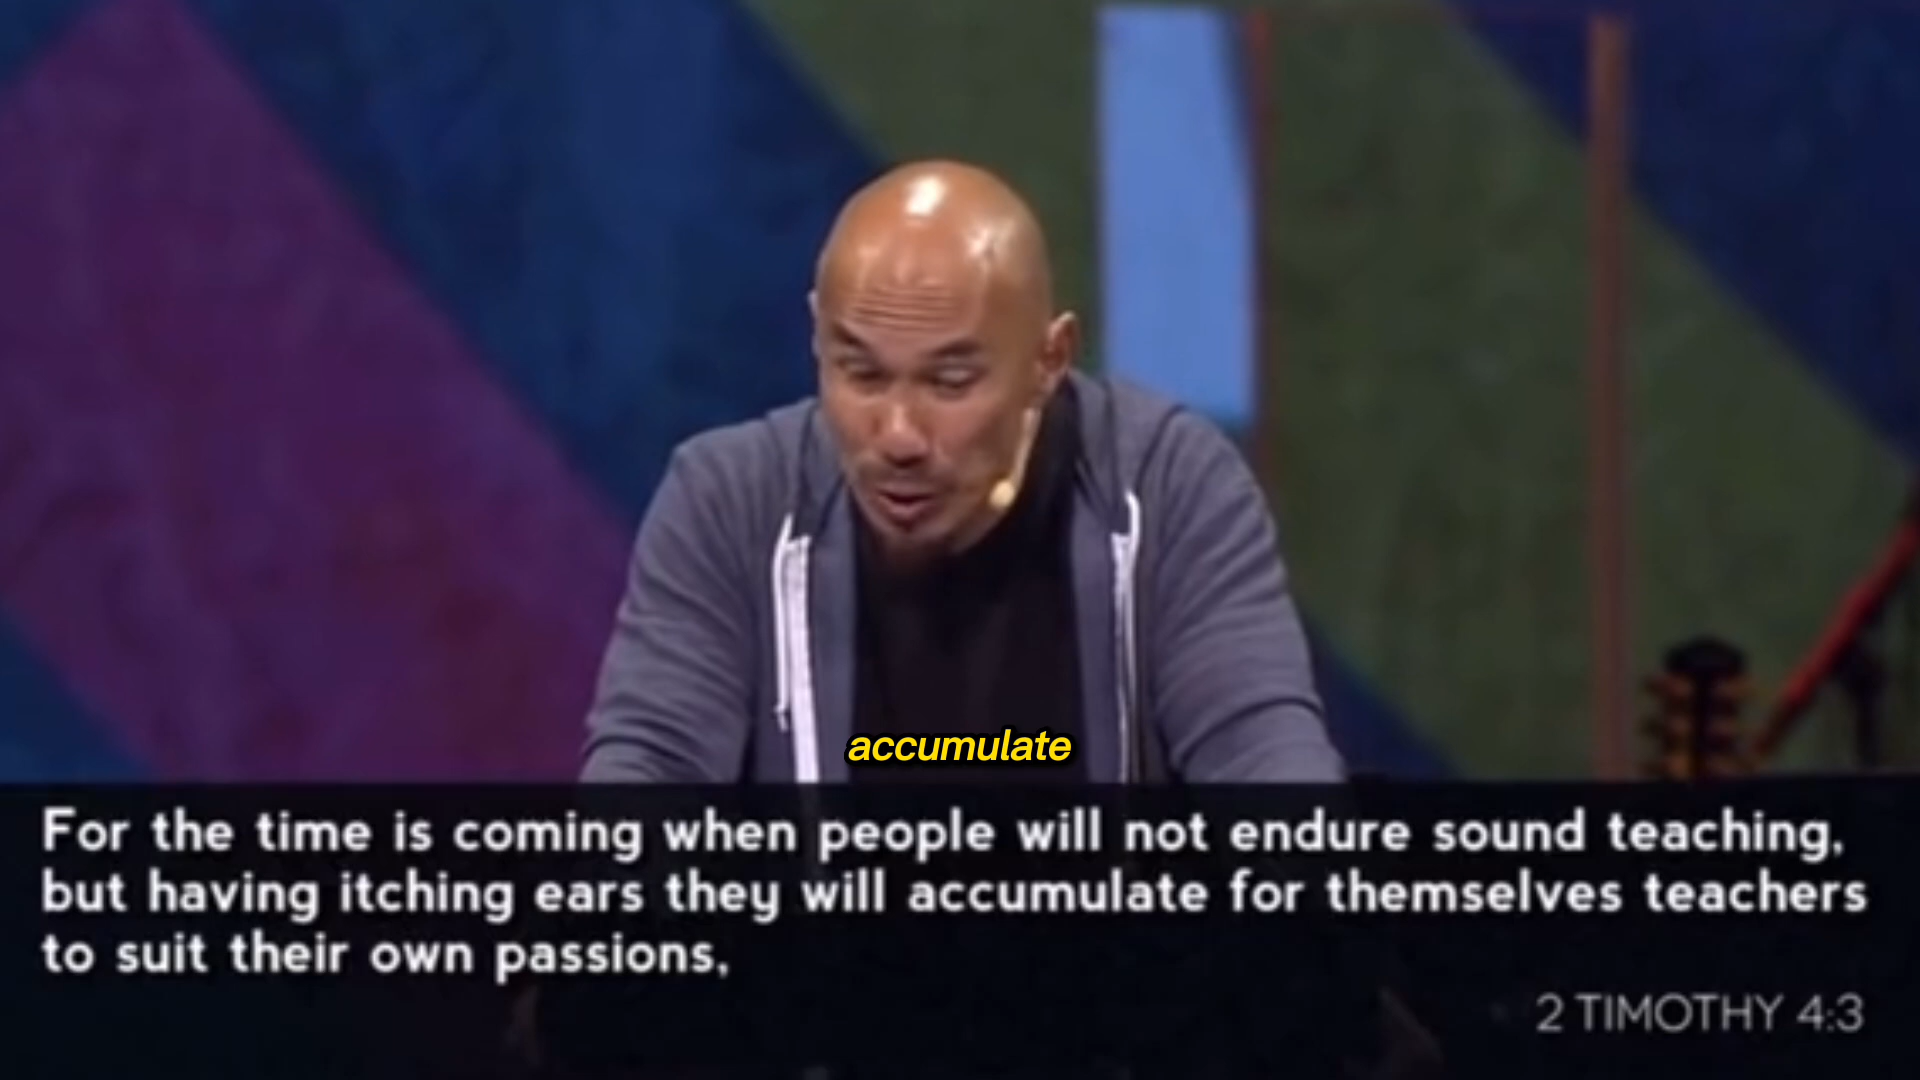 accumulate
For the time is coming when people will not endure sound teaching,
but having itching ears they will accumulate for themselves teachers
to suit their own passions,
2 TIMOTHY 4:3